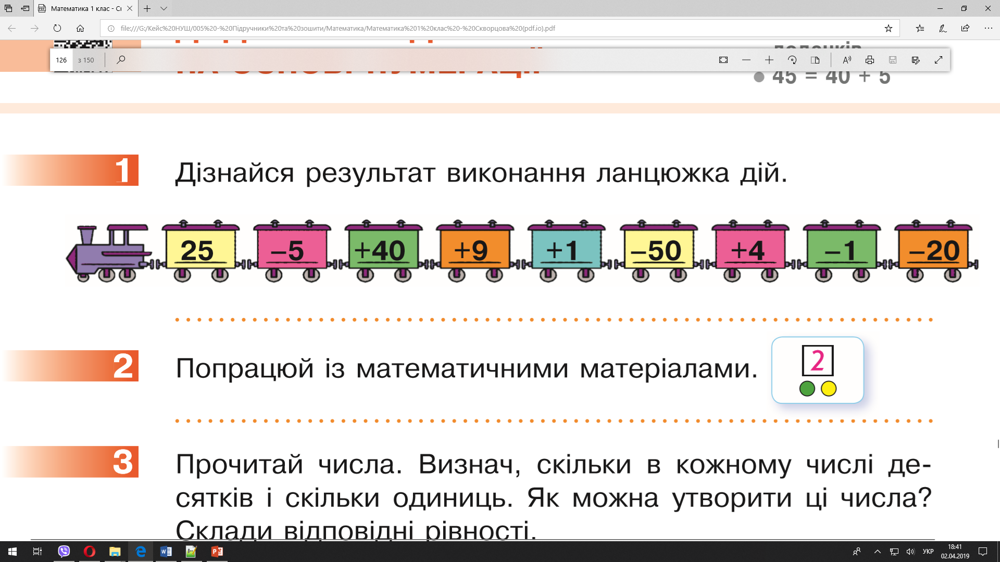 Математика 1 клас - Ск
file:///G:/Кейс%20НУШ/005%20-%20Підручники%20та%20зошити/Математика/Математика%201%20клас%20-%20Скворцова%20(pdf.io).pdf
126 з 150
45 = 40 + 5
1 Дізнайся результат виконання ланцюжка дій.
25 –5 +40 +9 +1 –50 +4 –1 –20
2 Попрацюй із математичними матеріалами. 2
3 Прочитай числа. Визнач, скільки в кожному числі де-
сятків і скільки одиниць. Як можна утворити ці числа?
Склади відповідні рівності.
УКР
18:41
02.04.2019